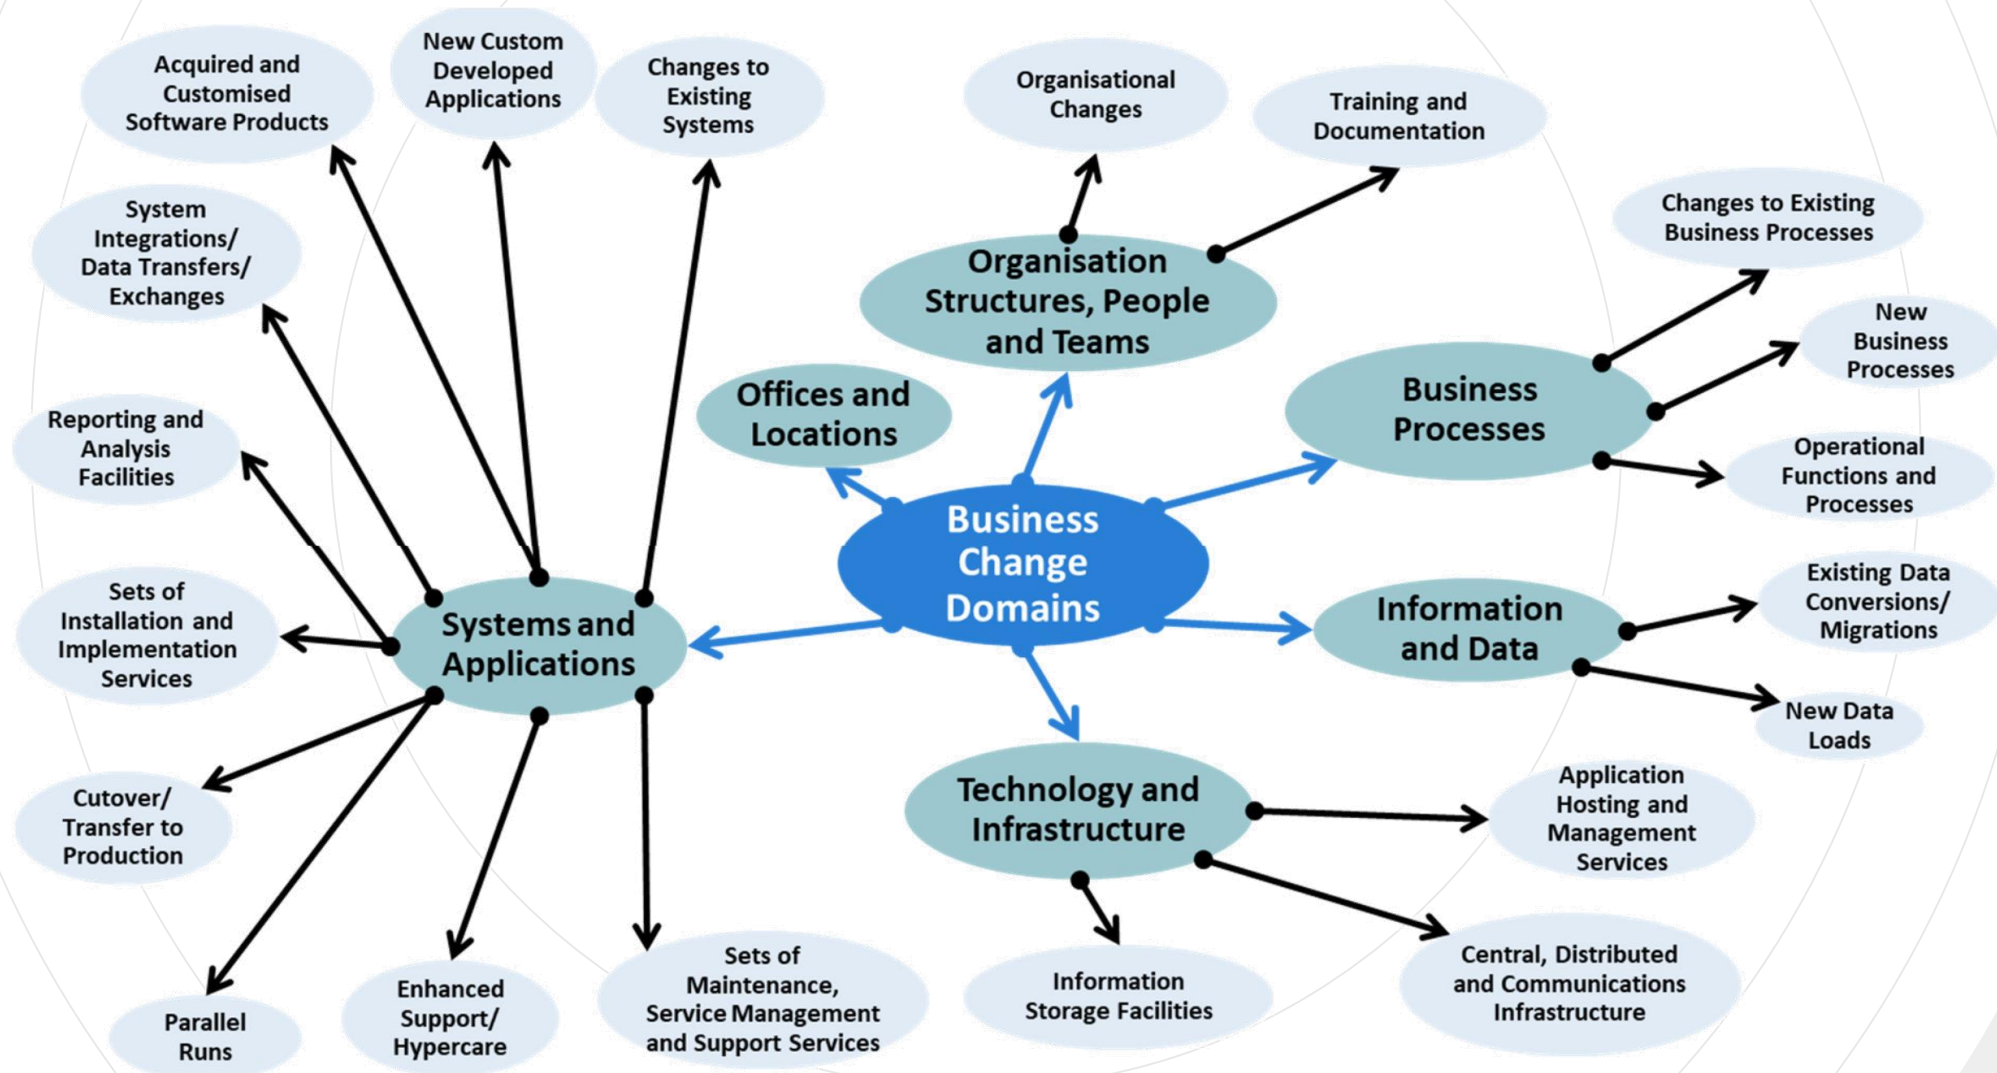 Acquired and
Customised
Software Products
New Custom
Developed
Applications
Changes to
Existing
Systems
Organisational
Changes
Training and
Documentation
System
Integrations/
Data Transfers/
Exchanges
Changes to Existing
Business Processes
Organisation
Structures, People
and Teams
New
Business
Processes
Offices and
Locations
Business
Processes
Reporting and
Analysis
Facilities
Operational
Functions and
Processes
Business
Change
Domains
Sets of
Installation and
Implementation
Services
Systems and
Applications
Information
and Data
Existing Data
Conversions/
Migrations
New Data
Loads
Cutover/
Transfer to
Production
Technology and
Infrastructure
Application
Hosting and
Management
Services
Parallel
Runs
Enhanced
Support/
Hypercare
Sets of
Maintenance,
Service Management
and Support Services
Information
Storage Facilities
Central, Distributed
and Communications
Infrastructure